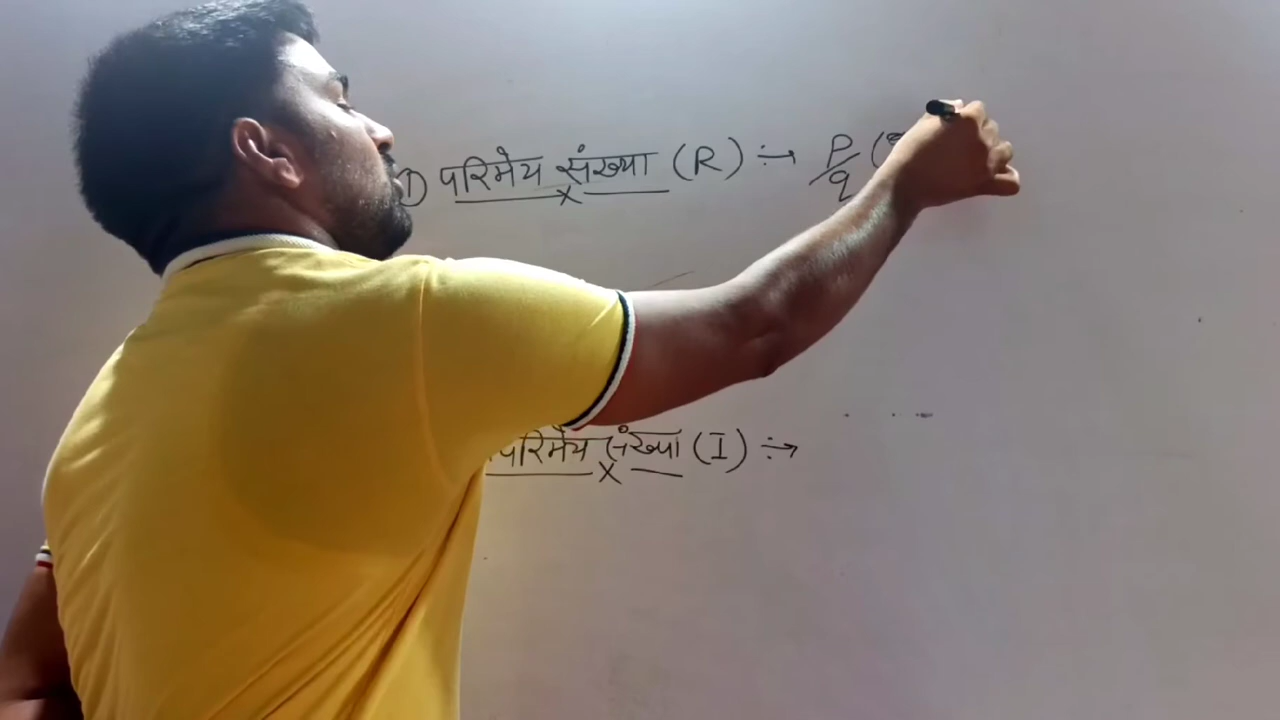 1) परिमेय संख्या (R) ÷→ P/q (
परिमेय संख्या (I) ÷→